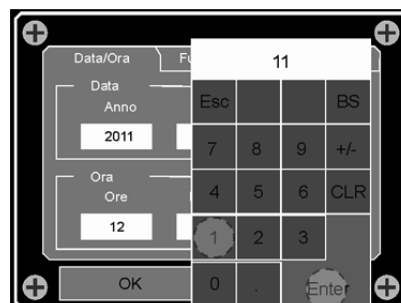 Data/Ora
Fu
11
Data
Anno
2011
Ora
Ore
12
OK
Esc
BS
7 8 9 +/-
4 5 6 CLR
1 2 3
0 . Enter